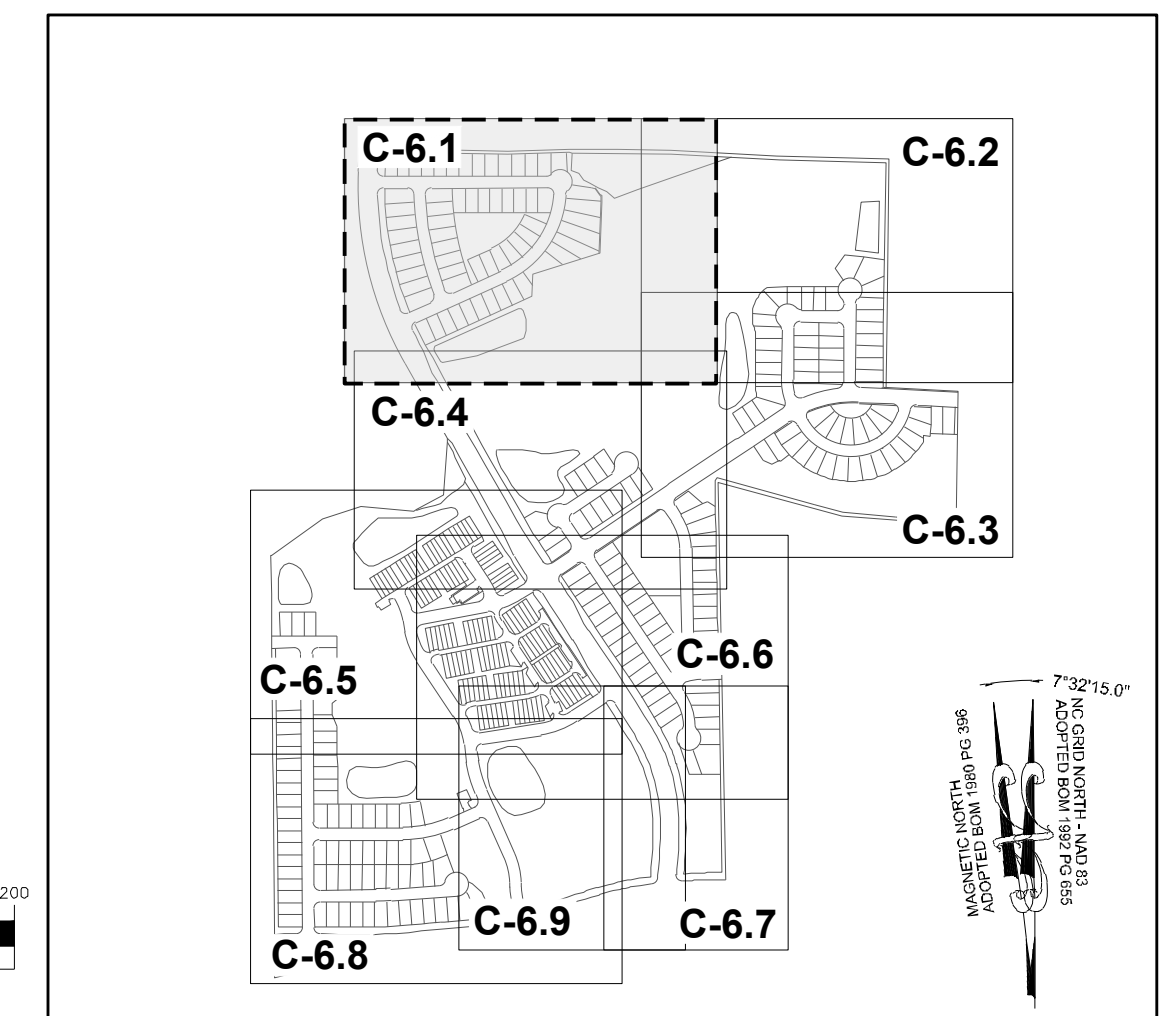 C-6.1
C-6.2
C-6.4
C-6.3
C-6.6
C-6.5
7°32'15.0"
MAGNETIC NORTH
ADOPTED BOM 1980 PG 396
NC GRID NORTH - NAD 83
ADOPTED BOM 1992 PG 655
200
C-6.9
C-6.7
C-6.8